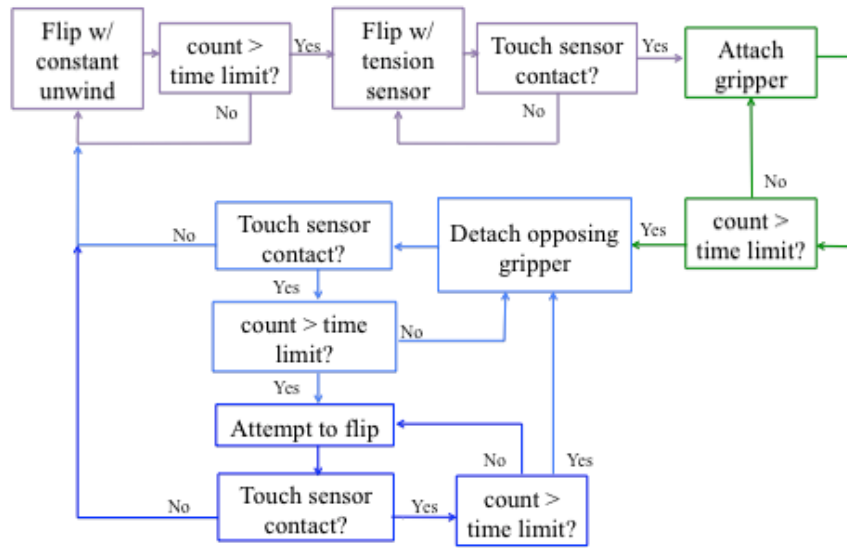 Flip w/
constant
unwind
count >
time limit?
Yes
No
Flip w/
tension
sensor
Touch sensor
contact?
Yes
No
Attach
gripper
No
count >
time limit?
Yes
Detach opposing
gripper
Touch sensor
contact?
No
Yes
count > time
limit?
No
Yes
Attempt to flip
Touch sensor
contact?
No
Yes
count >
time limit?
No
Yes